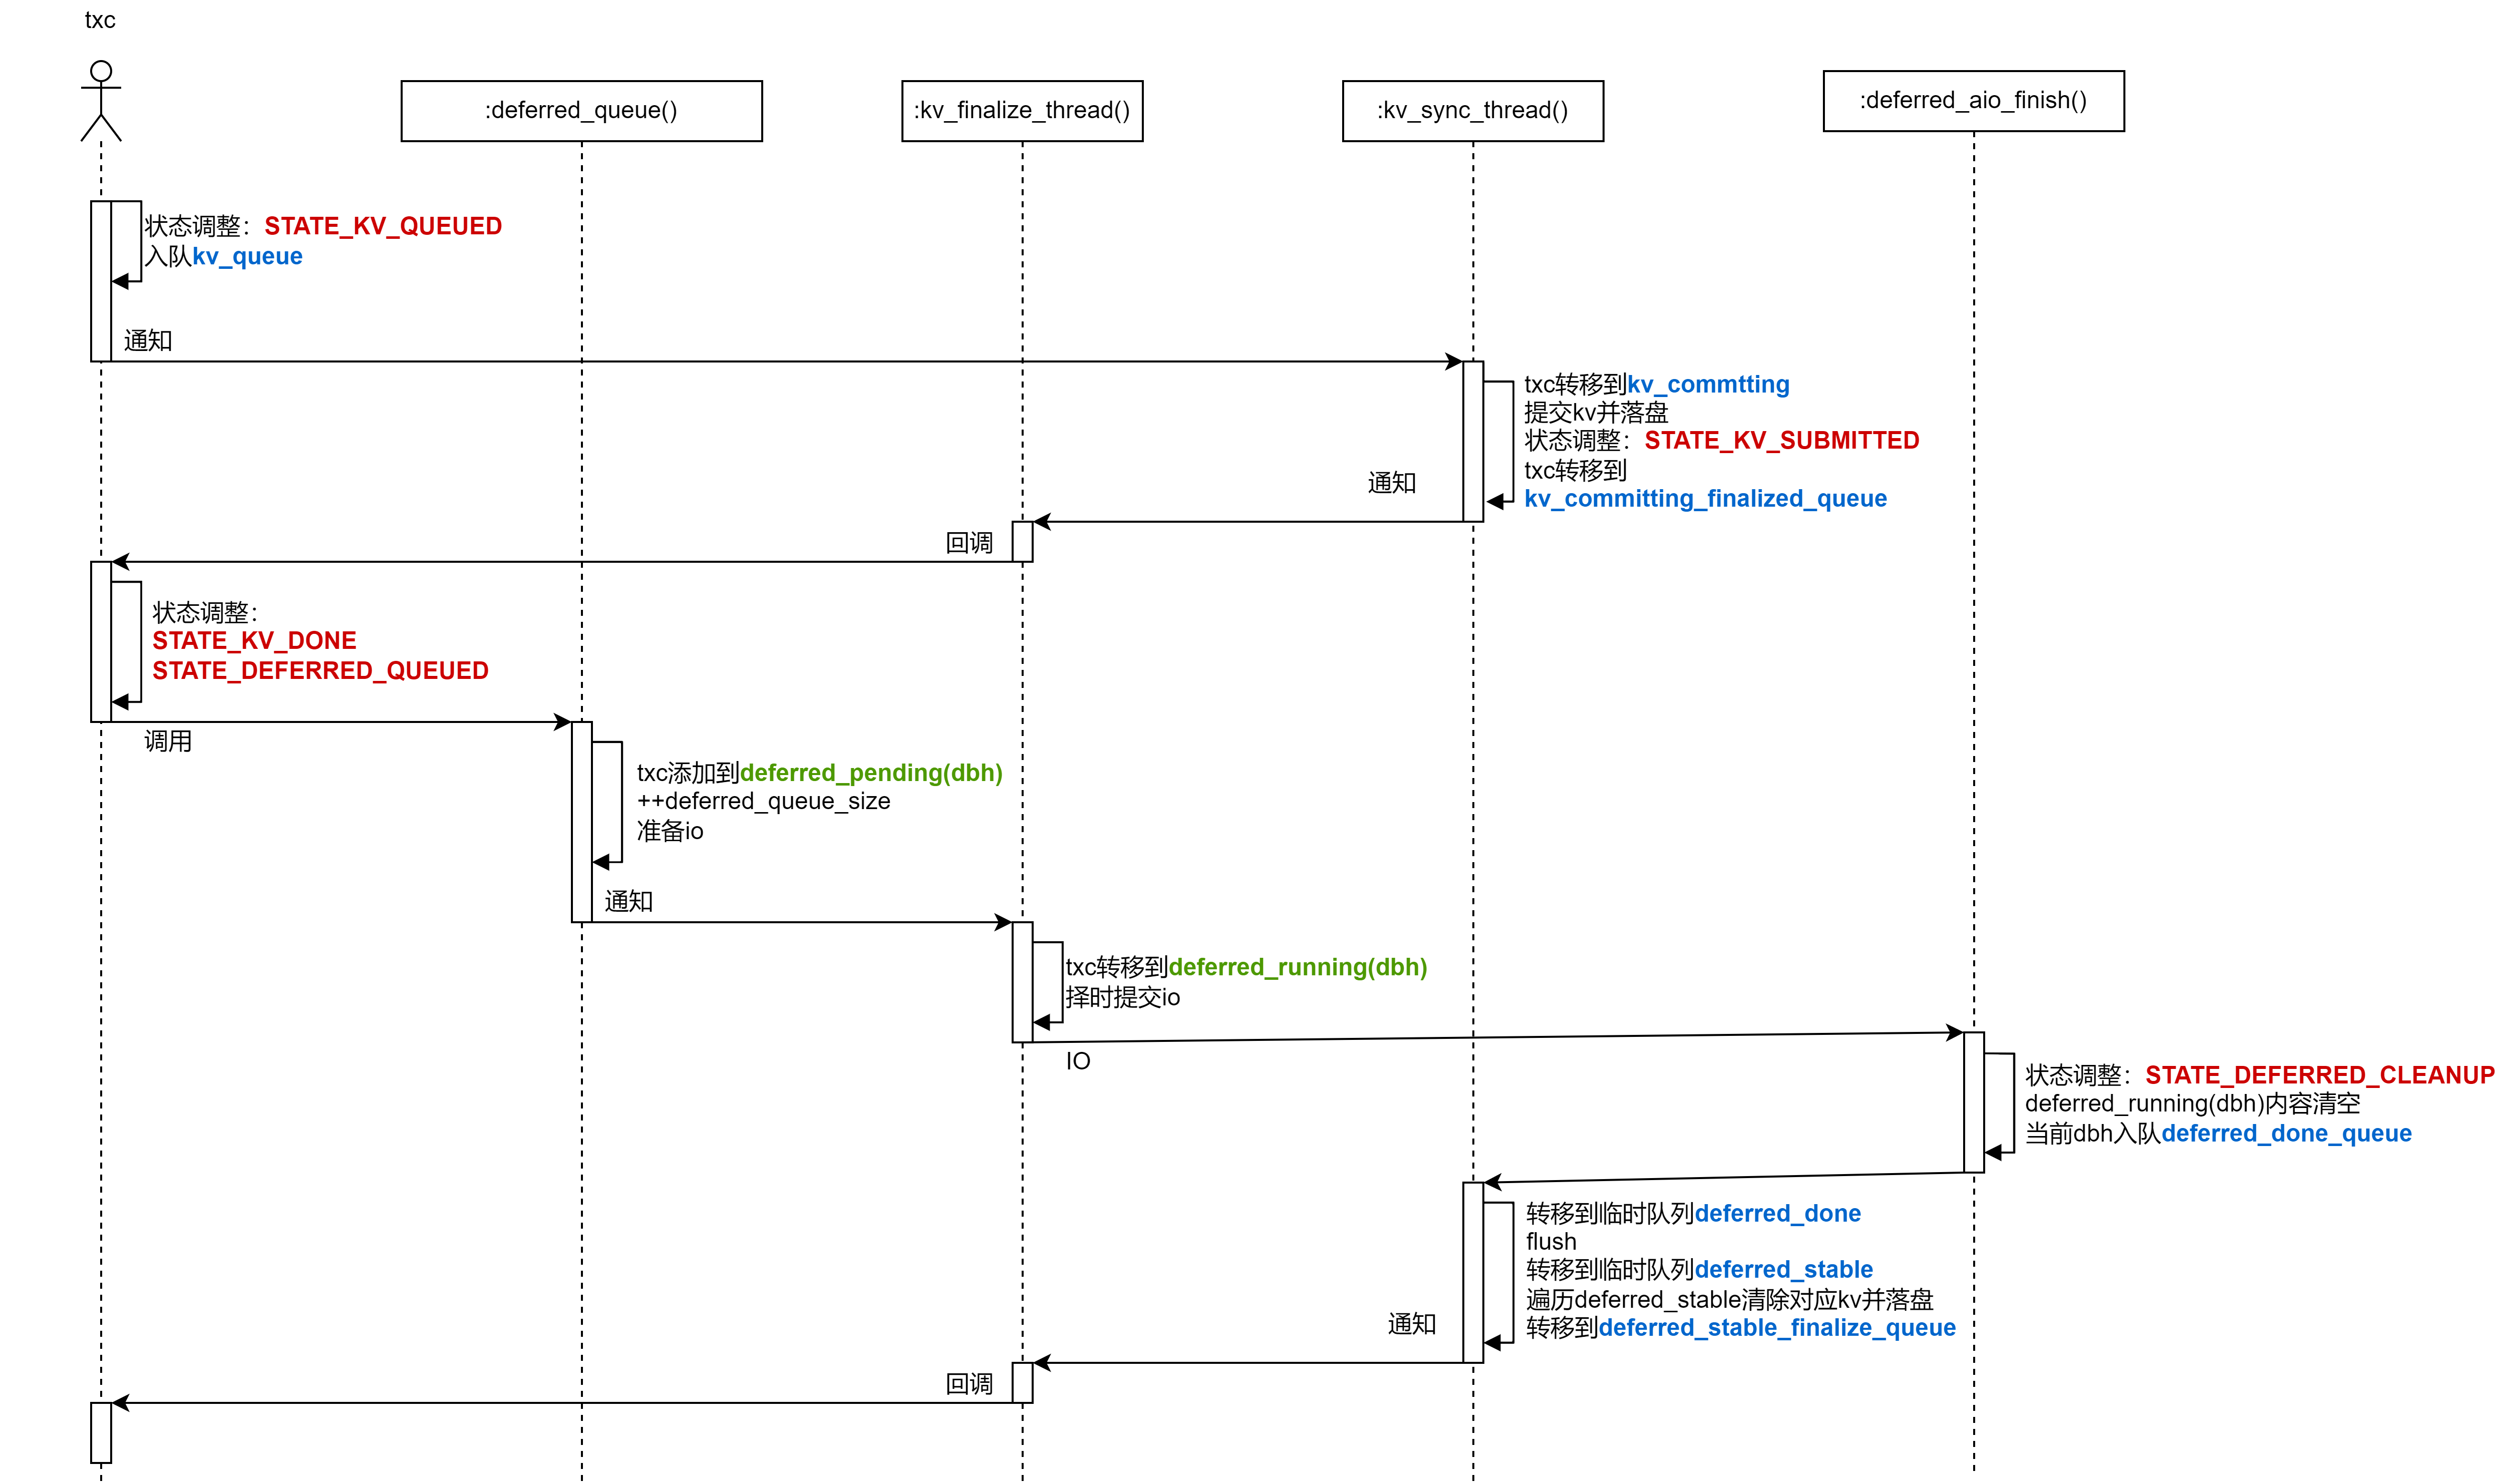 txc
:deferred_queue()
:kv_finalize_thread()
:kv_sync_thread()
:deferred_aio_finish()
状态调整：STATE_KV_QUEUED
入队kv_queue
通知
txc转移到kv_comtting
提交kv并落盘
状态调整：STATE_KV_SUBMITTED
txc转移到
kv_committing_finalized_queue
通知
回调
状态调整：
STATE_KV_DONE
STATE_DEFERRED_QUEUED
调用
txc添加到deferred_pending(dbh)
++deferred_queue_size
准备io
通知
txc转移到deferred_running(dbh)
择时提交io
IO
状态调整：STATE_DEFERRED_CLEANUP
deferred_running(dbh)内容清空
当前dbh入队deferred_done_queue
转移到临时队列deferred_done
flush
转移到临时队列deferred_stable
遍历deferred_stable清除对应kv并落盘
转移到deferred_stable_finalize_queue
通知
回调